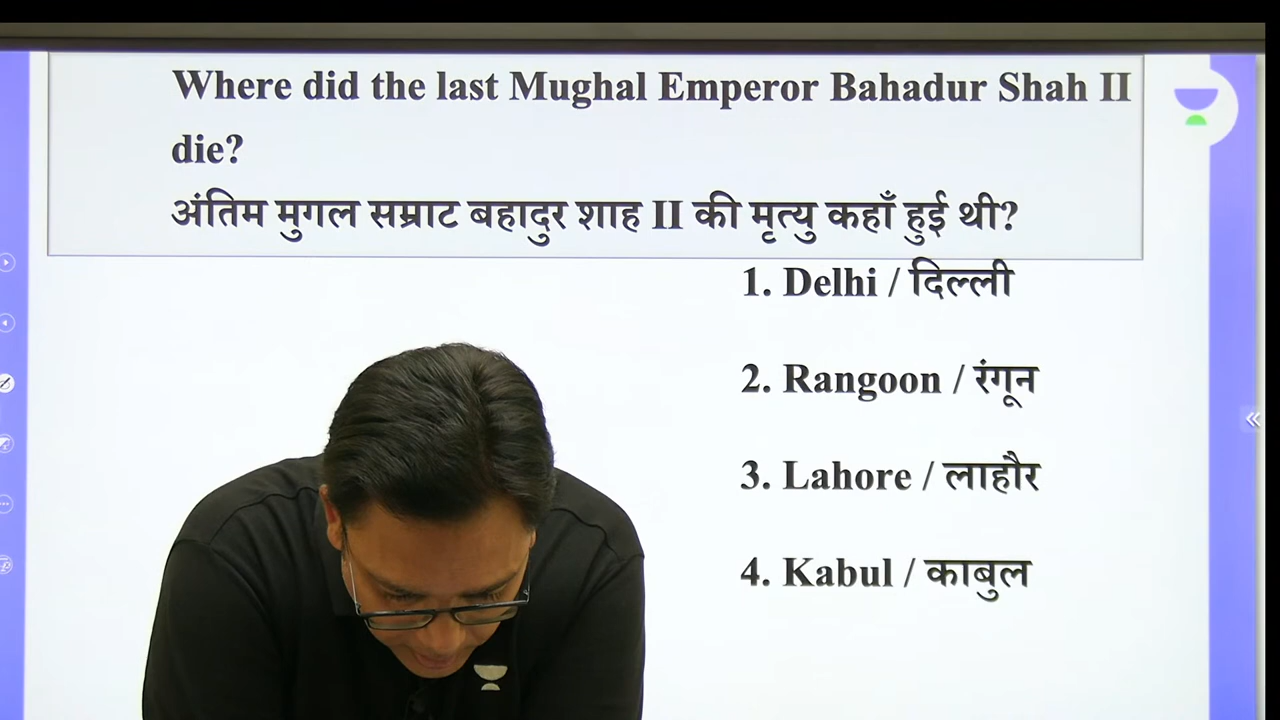 Where did the last Mughal Emperor Bahadur Shah II
die?
अंतिम मुगल सम्राट बहादुर शाह II की मृत्यु कहाँ हुई थी?
1. Delhi / दिल्ली
2. Rangoon / रंगून
3. Lahore / लाहौर
4. Kabul / काबुल